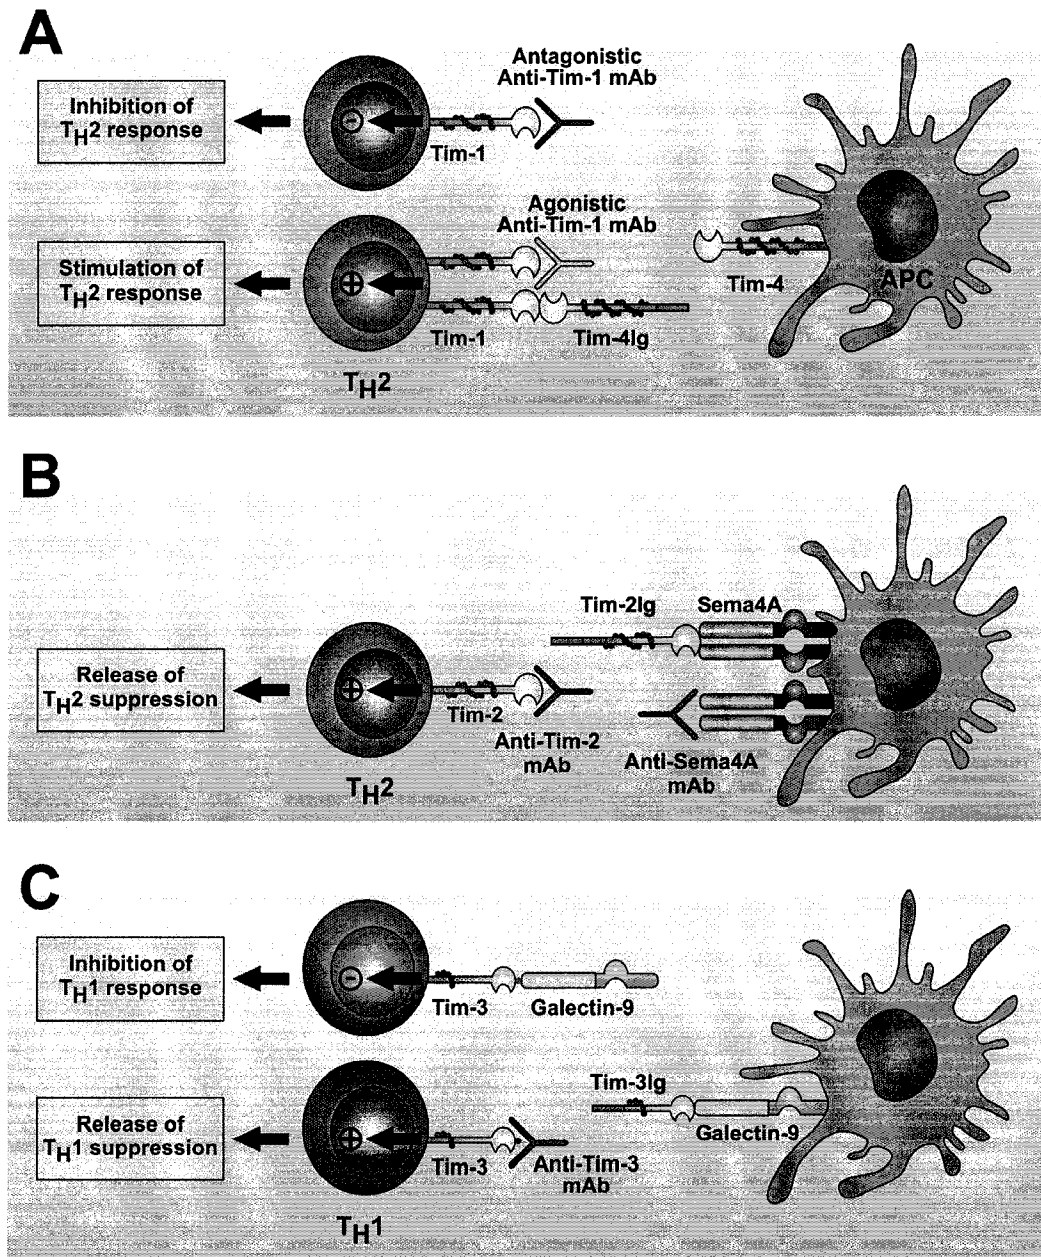 A
Antagonistic
Anti-Tim-1 mAb
Inhibition of
TH2 response
-
Tim-1
Agonistic
Anti-Tim-1 mAb
Stimulation of
TH2 response
+
Tim-4
APC
Tim-1
Tim-4Ig
TH2
B
Tim-2Ig
Sema4A
Release of
TH2 suppression
+
Tim-2
Anti-Tim-2
mAb
Anti-Sema4A
mAb
TH2
C
Inhibition of
TH1 response
-
Tim-3
Galectin-9
Tim-3Ig
Release of
TH1 suppression
+
Galectin-9
Tim-3
Anti-Tim-3
mAb
TH1